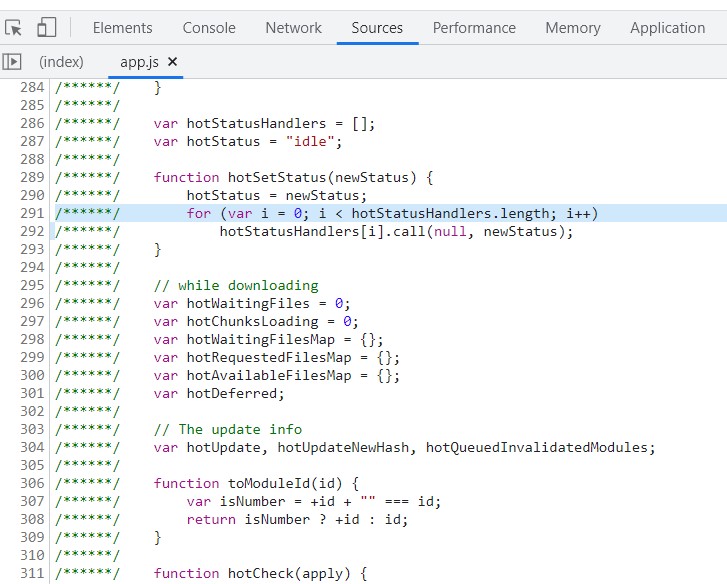 Elements Console Network Sources Performance Memory Application
(index) app.js ×
284 /******/ }
285 /******/
286 /******/ var hotStatusHandlers = [];
287 /******/ var hotStatus = "idle";
288 /******/
289 /******/ function hotSetStatus(newStatus) {
290 /******/ hotStatus = newStatus;
291 /******/ for (var i = 0; i < hotStatusHandlers.length; i++)
292 /******/ hotStatusHandlers[i].call(null, newStatus);
293 /******/ }
294 /******/
295 /******/ // while downloading
296 /******/ var hotWaitingFiles = 0;
297 /******/ var hotChunksLoading = 0;
298 /******/ var hotWaitingFilesMap = {};
299 /******/ var hotRequestedFilesMap = {};
300 /******/ var hotAvailableFilesMap = {};
301 /******/ var hotDeferred;
302 /******/
303 /******/ // The update info
304 /******/ var hotUpdate, hotUpdateNewHash, hotQueuedInvalidatedModules;
305 /******/
306 /******/ function toModuleId(id) {
307 /******/ var isNumber = +id + "" === id;
308 /******/ return isNumber ? +id : id;
309 /******/ }
310 /******/
311 /******/ function hotCheck(apply) {